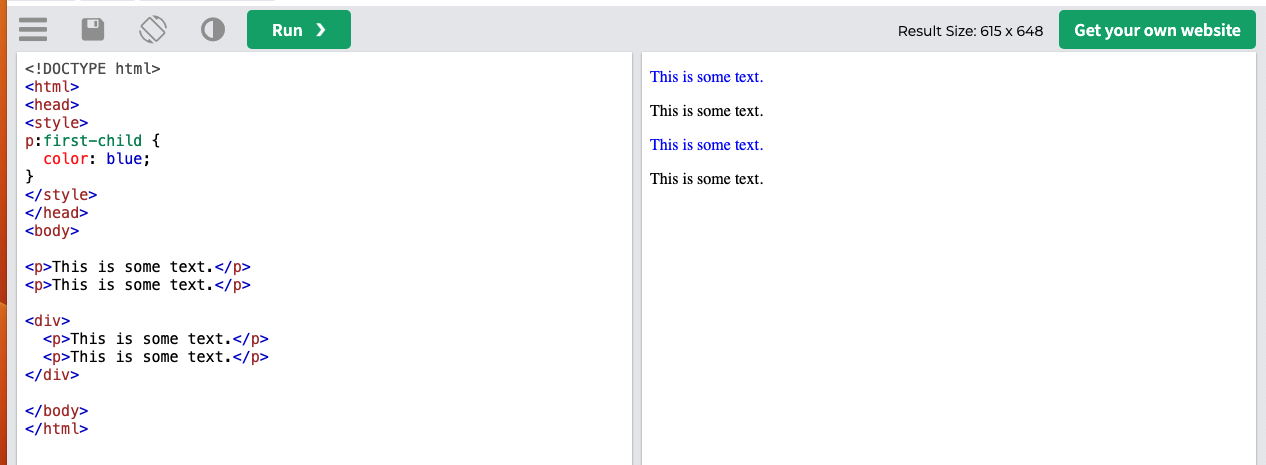 Run ❯
Result Size: 615 x 648
Get your own website
<!DOCTYPE html>
<html>
<head>
<style>
p:first-child {
  color: blue;
}
</style>
</head>
<body>

<p>This is some text.</p>
<p>This is some text.</p>

<div>
  <p>This is some text.</p>
  <p>This is some text.</p>
</div>

</body>
</html>
This is some text.
This is some text.
This is some text.
This is some text.